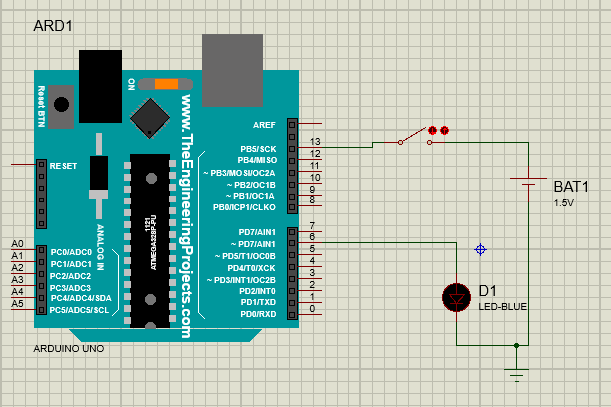 ARD1
Reset BTN
ON
www.TheEngineeringProjects.com
1121
ATMEGA328P-PU
ANALOG IN
RESET
AREF
PB5/SCK 13
PB4/MISO 12
~ PB3/MOSI/OC2A 11
~ PB2/OC1B 10
~ PB1/OC1A 9
PB0/ICP1/CLKO 8
A0 PC0/ADC0
A1 PC1/ADC1
A2 PC2/ADC2
A3 PC3/ADC3
A4 PC4/ADC4/SDA
A5 PC5/ADC5/SCL
PD7/AIN1 7
~ PD7/AIN1 6
~ PD5/T1/OC0B 5
PD4/T0/XCK 4
~ PD3/INT1/OC2B 3
PD2/INT0 2
PD1/TXD 1
PD0/RXD 0
ARDUINO UNO
BAT1
1.5V
D1
LED-BLUE